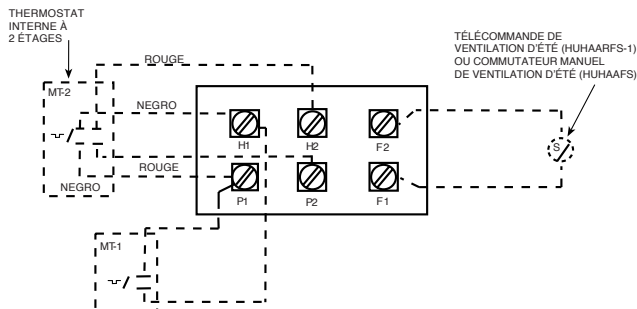 THERMOSTAT
INTERNE À
2 ÉTAGES
TÉLÉCOMMANDE DE
VENTILATION D'ÉTÉ (HUHAARFS-1)
OU COMMUTATEUR MANUEL
DE VENTILATION D'ÉTÉ (HUHAAFS)
ROUGE
MT-2
NEGRO
H1
H2
F2
S
ROUGE
NEGRO
P1
P2
F1
MT-1